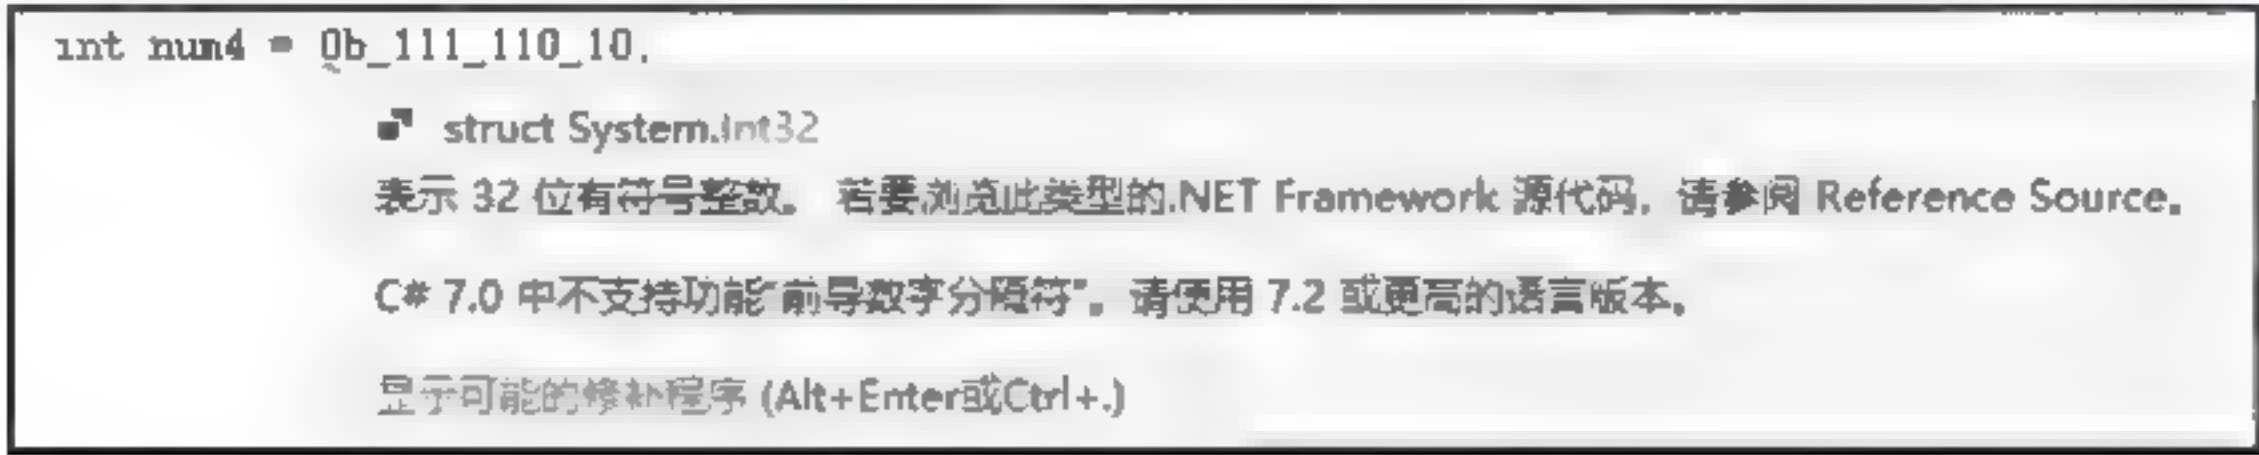 int num4 = 0b_111_110_10;
struct System.Int32
表示 32 位有符号整数。 若要浏览此类型的.NET Framework 源代码，请参阅 Reference Source。
C# 7.0 中不支持功能"前导数字分隔符"。请使用 7.2 或更高的语言版本。
显示可能的修补程序 (Alt+Enter或Ctrl+.)